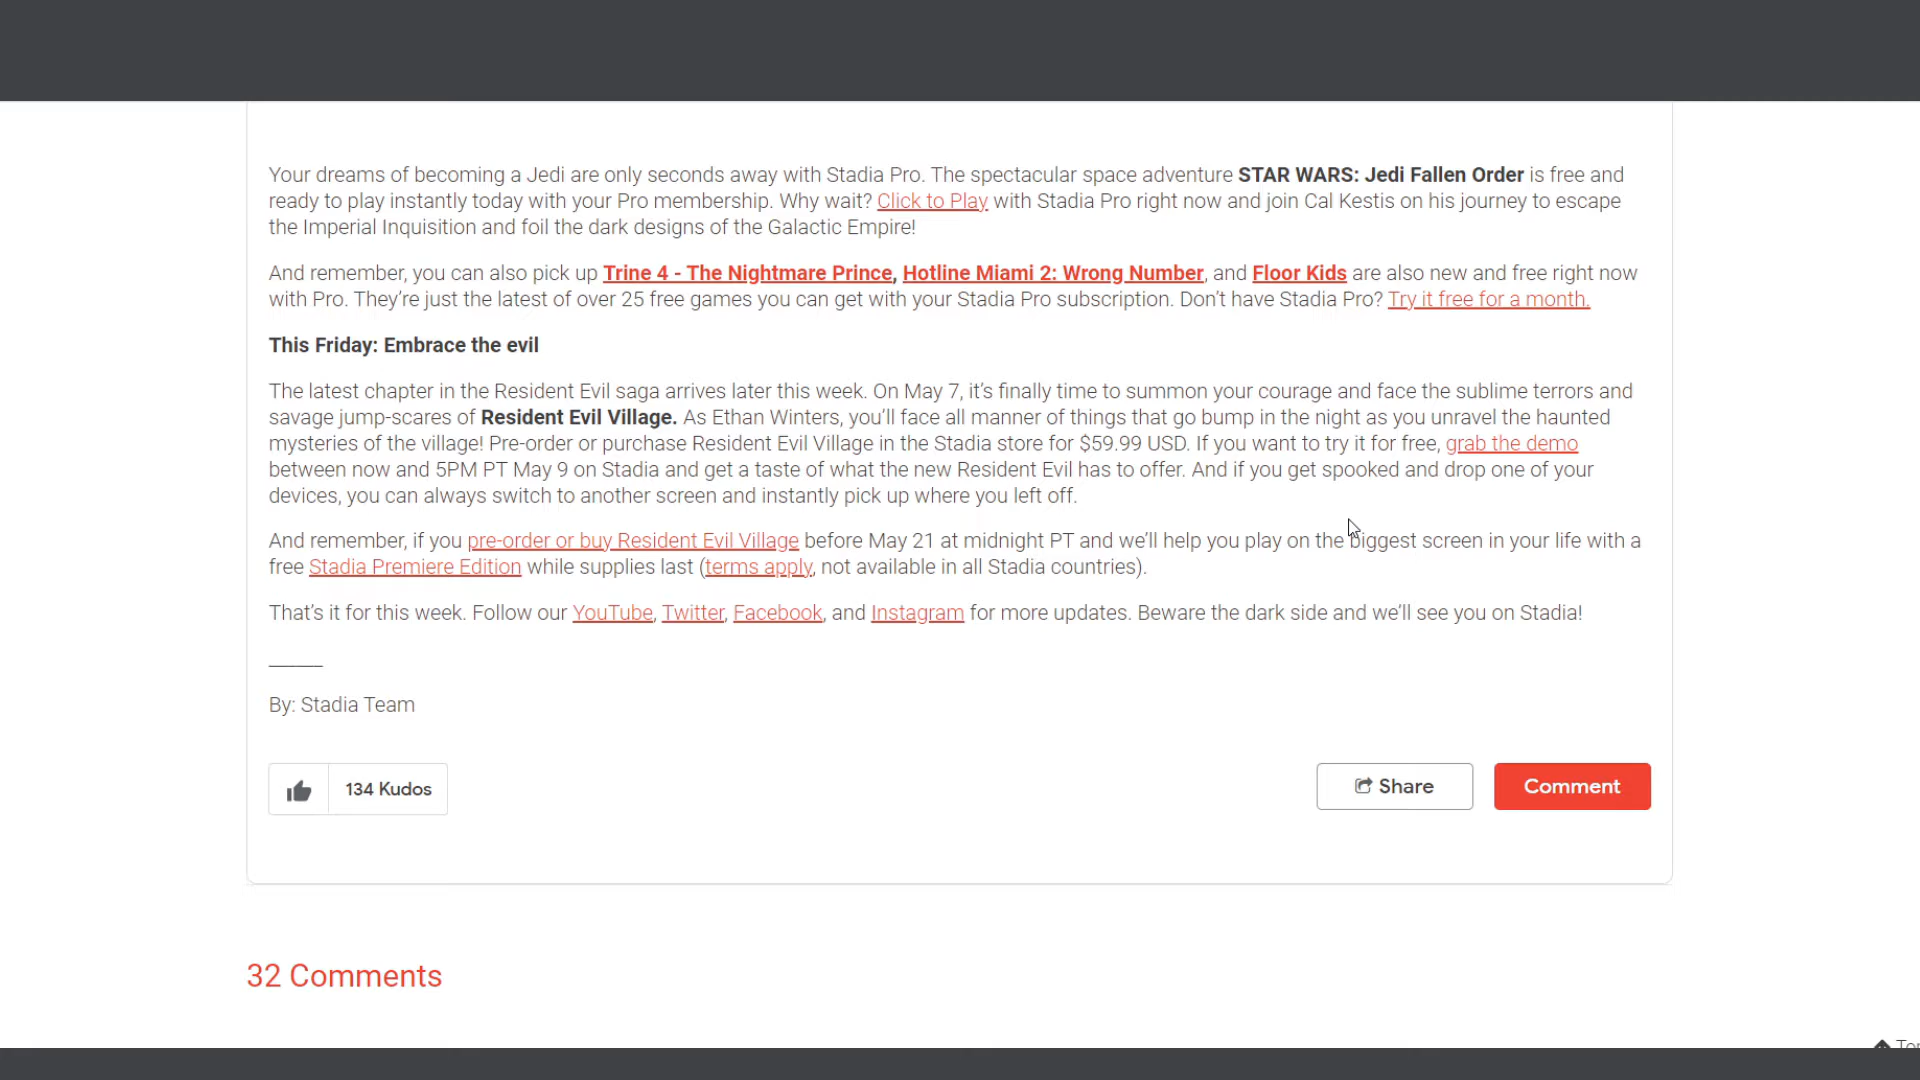 Your dreams of becoming a Jedi are only seconds away with Stadia Pro. The spectacular space adventure STAR WARS: Jedi Fallen Order is free and
ready to play instantly today with your Pro membership. Why wait? Click to Play with Stadia Pro right now and join Cal Kestis on his journey to escape
the Imperial Inquisition and foil the dark designs of the Galactic Empire!
And remember, you can also pick up Trine 4 - The Nightmare Prince, Hotline Miami 2: Wrong Number, and Floor Kids are also new and free right now
with Pro. They’re just the latest of over 25 free games you can get with your Stadia Pro subscription. Don’t have Stadia Pro? Try it free for a month.
This Friday: Embrace the evil
The latest chapter in the Resident Evil saga arrives later this week. On May 7, it’s finally time to summon your courage and face the sublime terrors and
savage jump-scares of Resident Evil Village. As Ethan Winters, you’ll face all manner of things that go bump in the night as you unravel the haunted
mysteries of the village! Pre-order or purchase Resident Evil Village in the Stadia store for $59.99 USD. If you want to try it for free, grab the demo
between now and 5PM PT May 9 on Stadia and get a taste of what the new Resident Evil has to offer. And if you get spooked and drop one of your
devices, you can always switch to another screen and instantly pick up where you left off.
And remember, if you pre-order or buy Resident Evil Village before May 21 at midnight PT and we’ll help you play on the biggest screen in your life with a
free Stadia Premiere Edition while supplies last (terms apply, not available in all Stadia countries).
That’s it for this week. Follow our YouTube, Twitter, Facebook, and Instagram for more updates. Beware the dark side and we’ll see you on Stadia!
By: Stadia Team
134 Kudos
Share
Comment
32 Comments